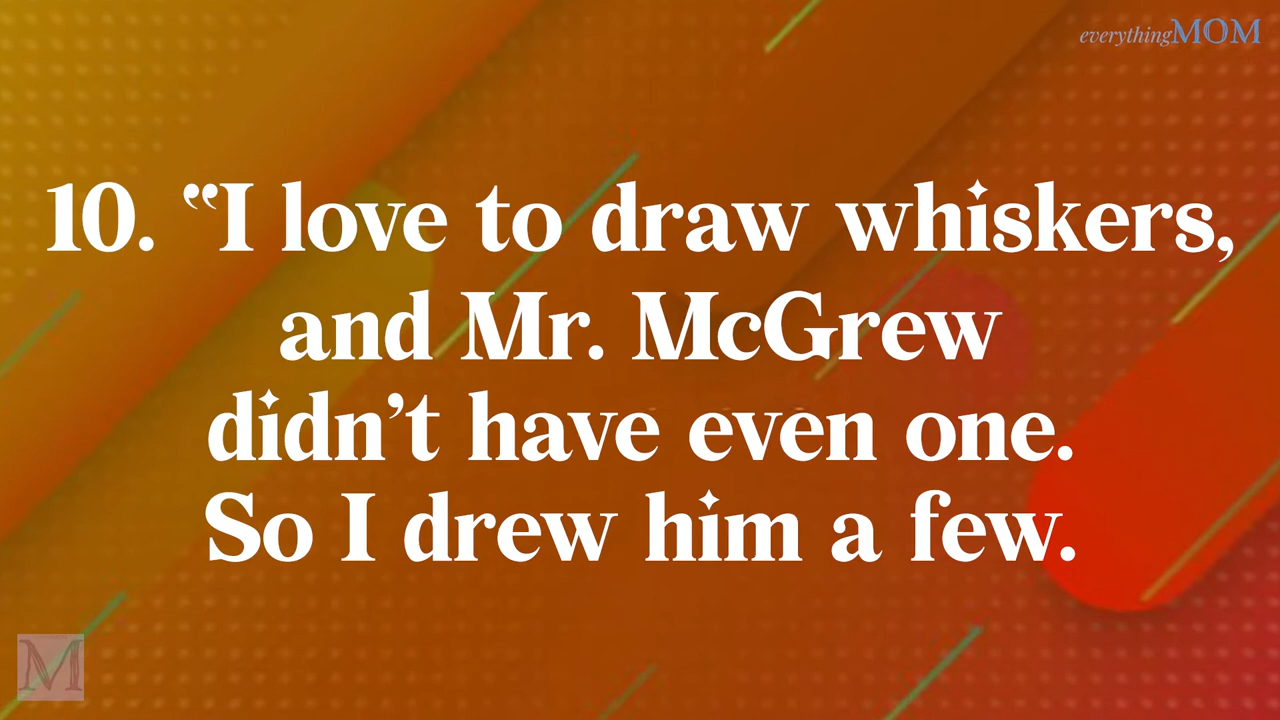 everythingMOM
10. “I love to draw whiskers,
and Mr. McGrew
didn’t have even one.
So I drew him a few.
M